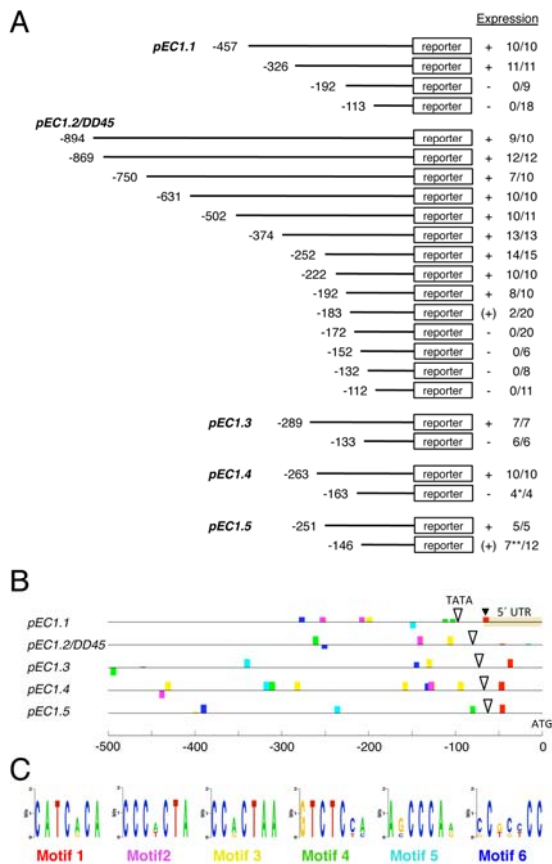 A
Expression
pEC1.1 -457 reporter + 10/10
-326 reporter + 11/11
-192 reporter - 0/9
-113 reporter - 0/18
pEC1.2/DD45
-894 reporter + 9/10
-869 reporter + 12/12
-750 reporter + 7/10
-631 reporter + 10/10
-502 reporter + 10/11
-374 reporter + 13/13
-252 reporter + 14/15
-222 reporter + 10/10
-192 reporter + 8/10
-183 reporter (+) 2/20
-172 reporter - 0/20
-152 reporter - 0/6
-132 reporter - 0/8
-112 reporter - 0/11
pEC1.3 -289 reporter + 7/7
-133 reporter - 6/6
pEC1.4 -263 reporter + 10/10
-163 reporter - 4*/4
pEC1.5 -251 reporter + 5/5
-146 reporter (+) 7**/12
B
TATA
5´ UTR
pEC1.1
pEC1.2/DD45
pEC1.3
pEC1.4
pEC1.5
ATG
-500 -400 -300 -200 -100 0
C
Motif 1 Motif2 Motif 3 Motif 4 Motif 5 Motif 6